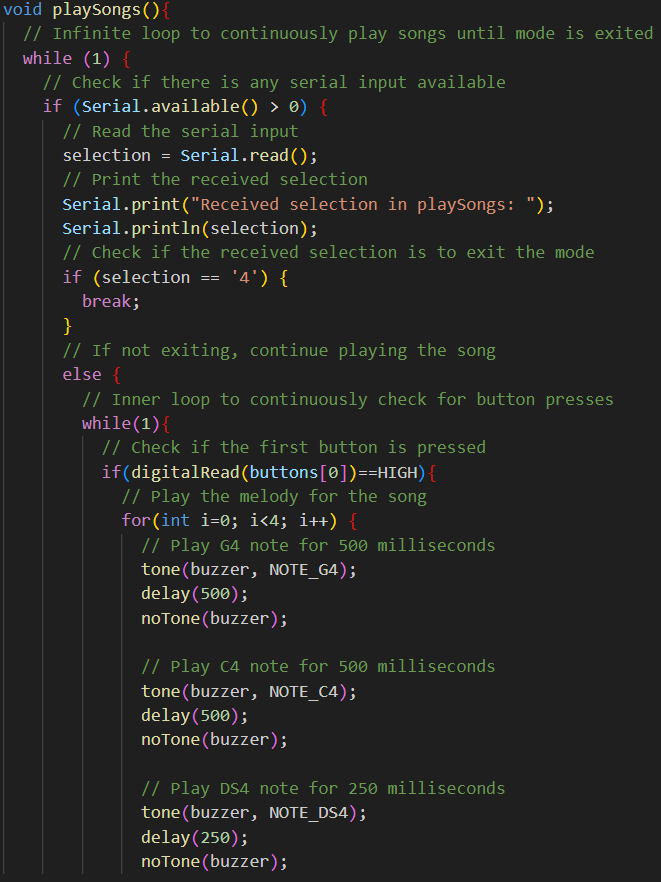 void playSongs(){
  // Infinite loop to continuously play songs until mode is exited
  while (1) {
    // Check if there is any serial input available
    if (Serial.available() > 0) {
      // Read the serial input
      selection = Serial.read();
      // Print the received selection
      Serial.print("Received selection in playSongs: ");
      Serial.println(selection);
      // Check if the received selection is to exit the mode
      if (selection == '4') {
        break;
      }
      // If not exiting, continue playing the song
      else {
        // Inner loop to continuously check for button presses
        while(1){
          // Check if the first button is pressed
          if(digitalRead(buttons[0])==HIGH){
            // Play the melody for the song
            for(int i=0; i<4; i++) {
              // Play G4 note for 500 milliseconds
              tone(buzzer, NOTE_G4);
              delay(500);
              noTone(buzzer);

              // Play C4 note for 500 milliseconds
              tone(buzzer, NOTE_C4);
              delay(500);
              noTone(buzzer);

              // Play DS4 note for 250 milliseconds
              tone(buzzer, NOTE_DS4);
              delay(250);
              noTone(buzzer);